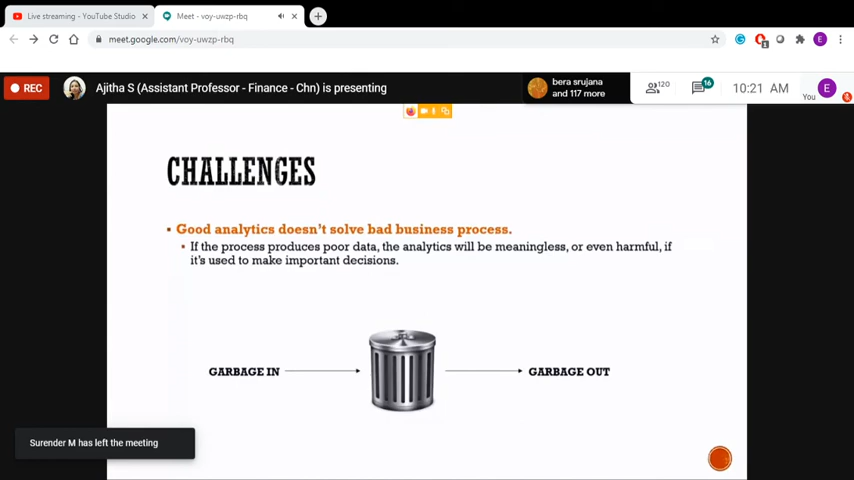 Live streaming - YouTube Studio
Meet - voy-uwzp-rbq
meet.google.com/voy-uwzp-rbq
E
REC
Ajitha S (Assistant Professor - Finance - Chn) is presenting
bera srujana
and 117 more
120
16
10:21 AM
You
E
CHALLENGES
• Good analytics doesn't solve bad business process.
• If the process produces poor data, the analytics will be meaningless, or even harmful, if
it's used to make important decisions.
GARBAGE IN
GARBAGE OUT
Surender M has left the meeting